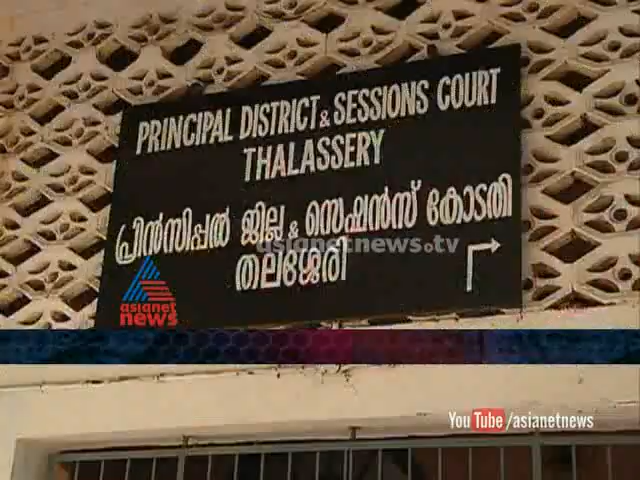 PRINCIPAL DISTRICT & SESSIONS COURT
THALASSERY
പ്രിൻസിപ്പൽ ജില്ല & സെഷൻസ് കോടതി
asianetnews.tv
തലശ്ശേരി
asianet
news
YouTube /asianetnews